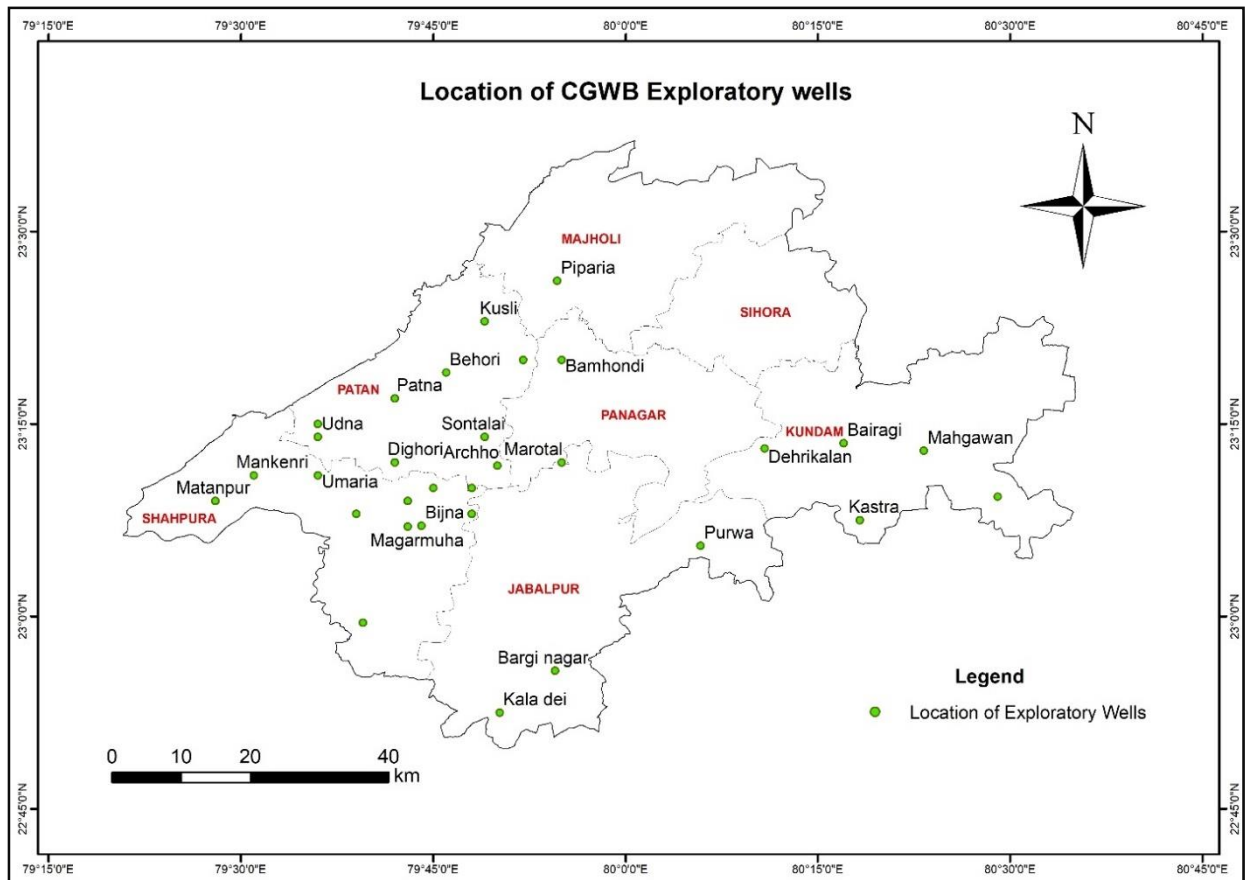 79°15'0"E 79°30'0"E 79°45'0"E 80°0'0"E 80°15'0"E 80°30'0"E 80°45'0"E
Location of CGWB Exploratory wells
N
23°30'0"N 23°30'0"N
MAJHOLI
Piparia
Kusli
SIHORA
Behori
Bamhondi
PATAN
Patna
PANAGAR
23°15'0"N 23°15'0"N
Udna
Sontalai
KUNDAM
Bairagi
Mahgawan
Dighori
Archho
Marotal
Dehrikalan
Mankenri
Umaria
Matanpur
SHAHPURA
Bijna
Kastra
Magarmuha
Purwa
JABALPUR
23°0'0"N 23°0'0"N
Bargi nagar
Kala dei
Legend
Location of Exploratory Wells
0 10 20 40
km
22°45'0"N 22°45'0"N
79°15'0"E 79°30'0"E 79°45'0"E 80°0'0"E 80°15'0"E 80°30'0"E 80°45'0"E